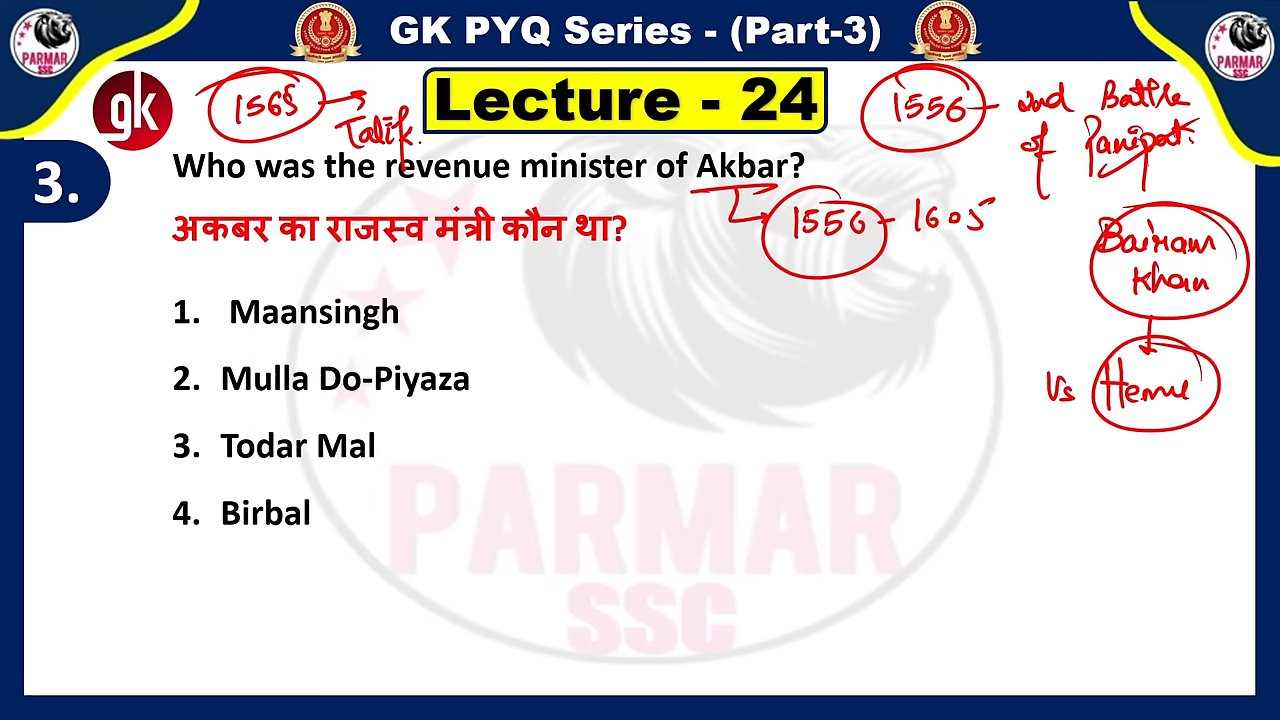 PARMAR
SSC
GK PYQ Series - (Part-3)
PARMAR
SSC
gk
Lecture - 24
1565 → Talik.
1556 - 2nd Battle
of Panipat.
3.
Who was the revenue minister of Akbar?
अकबर का राजस्व मंत्री कौन था?
1556 - 1605
Bairam
Khan
Vs Hemu
1. Maansingh
2. Mulla Do-Piyaza
3. Todar Mal
4. Birbal
PARMAR
SSC